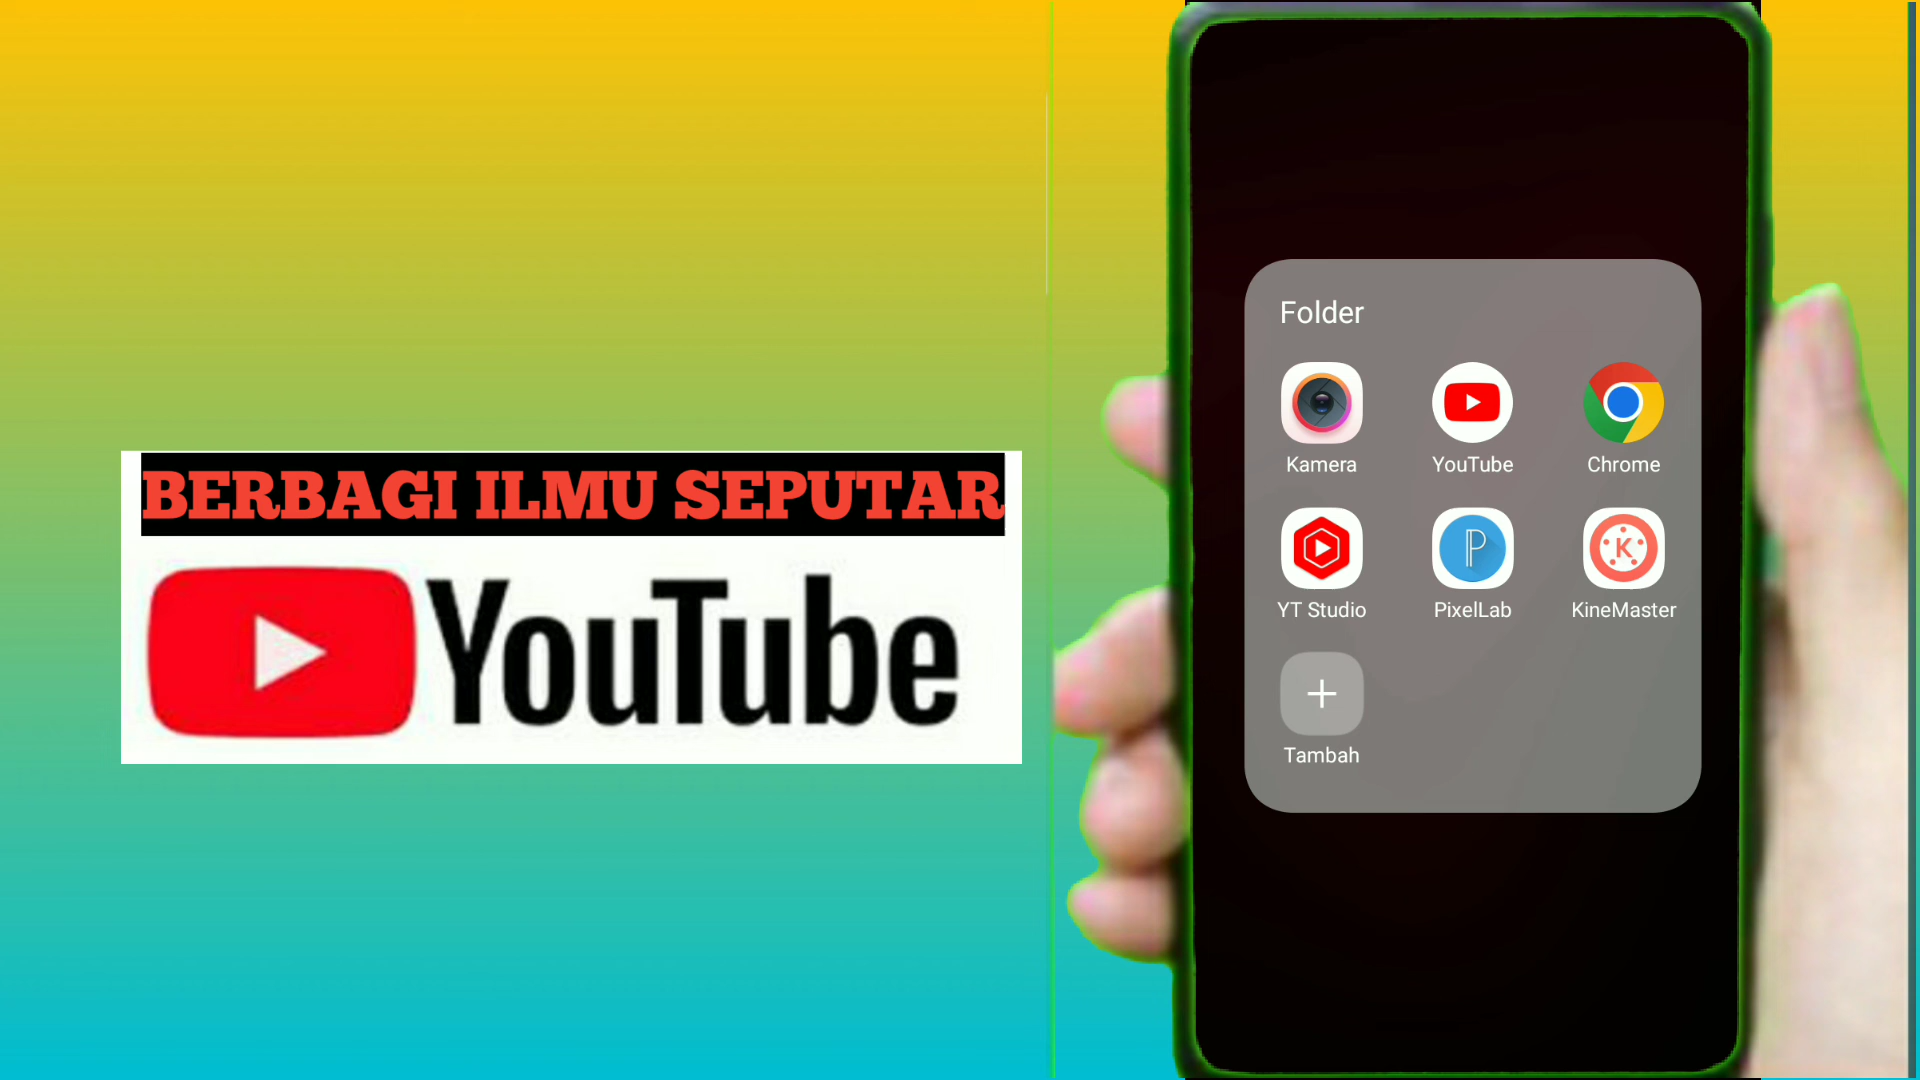 BERBAGI ILMU SEPUTAR
YouTube
Folder
Kamera
YouTube
Chrome
YT Studio
PixelLab
KineMaster
Tambah